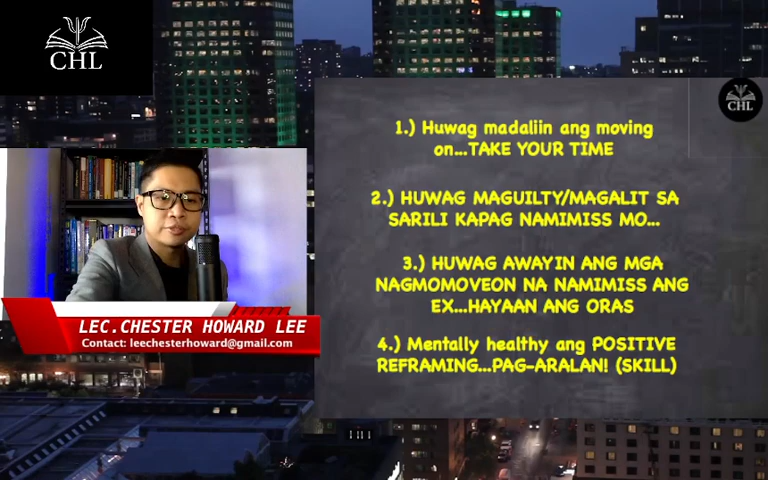 CHL
CHL
1.) Huwag madaliin ang moving
on...TAKE YOUR TIME
2.) HUWAG MAGUILTY/MAGALIT SA
SARILI KAPAG NAMIMISS MO...
3.) HUWAG AWAYIN ANG MGA
NAGMOMOVEON NA NAMIMISS ANG
EX...HAYAAN ANG ORAS
4.) Mentally healthy ang POSITIVE
REFRAMING...PAG-ARALAN! (SKILL)
LEC.CHESTER HOWARD LEE
Contact: leechesterhoward@gmail.com